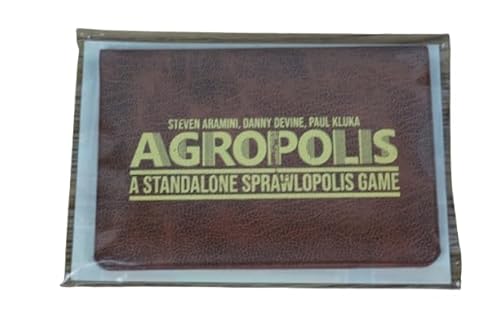 STEVEN ARAMINI, DANNY DEVINE, PAUL KLUKA
AGROPOLIS
A STANDALONE SPRAWLOPOLIS GAME